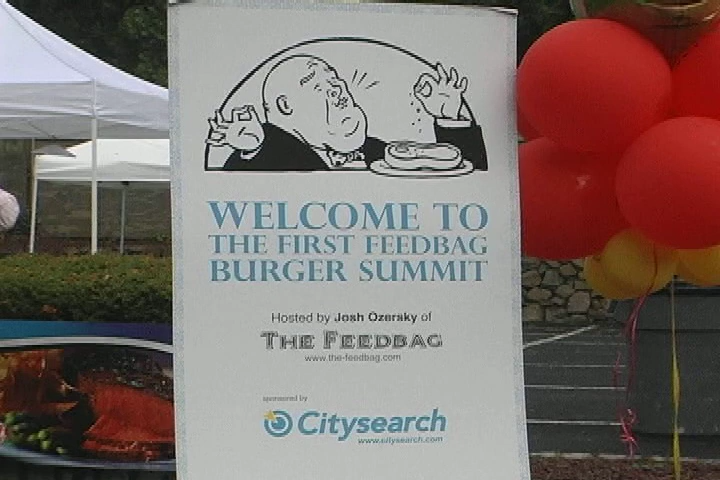 WELCOME TO
THE FIRST FEEDBAG
BURGER SUMMIT
Hosted by Josh Ozersky of
THE FEEDBAG
www.the-feedbag.com
sponsored by
Citysearch
www.citysearch.com